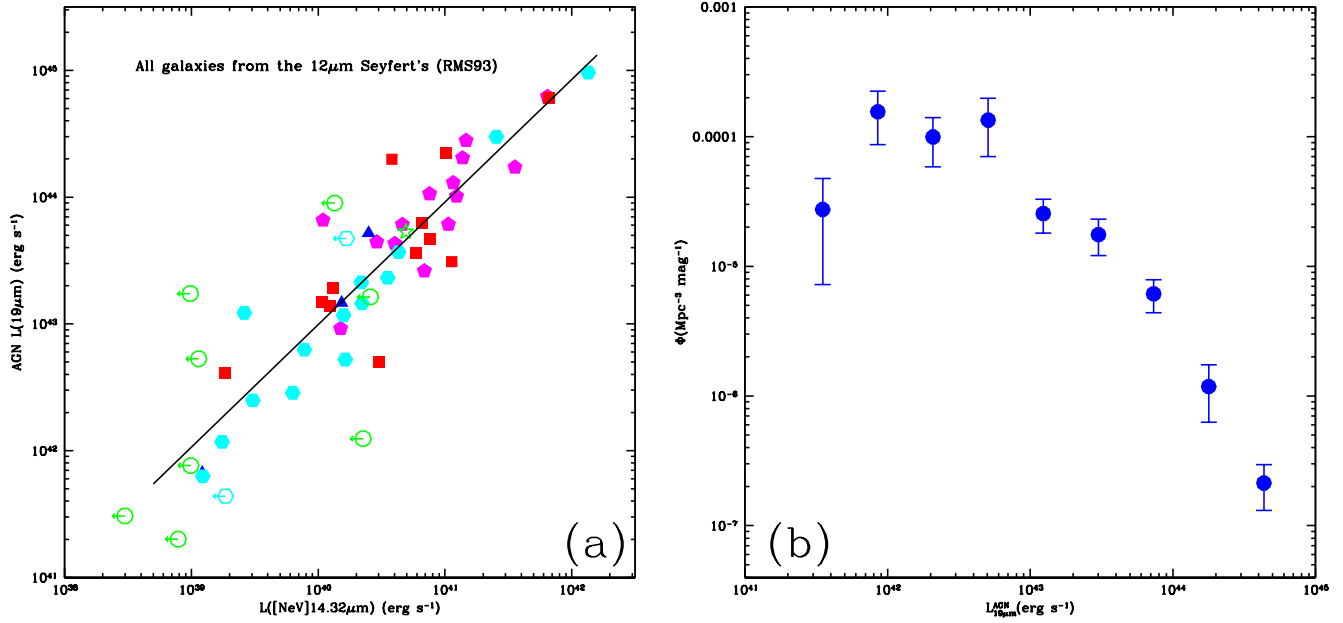 AGN L(19μm) (erg s⁻¹)
10⁴⁵
10⁴⁴
10⁴³
10⁴²
10⁴¹
All galaxies from the 12μm Seyfert's (RMS93)
(a)
10³⁸ 10³⁹ 10⁴⁰ 10⁴¹ 10⁴²
L([NeV]14.32μm) (erg s⁻¹)
Φ(Mpc⁻³ mag⁻¹)
0.001
0.0001
10⁻⁵
10⁻⁶
10⁻⁷
(b)
10⁴¹ 10⁴² 10⁴³ 10⁴⁴ 10⁴⁵
L^AGN_19μm(erg s⁻¹)